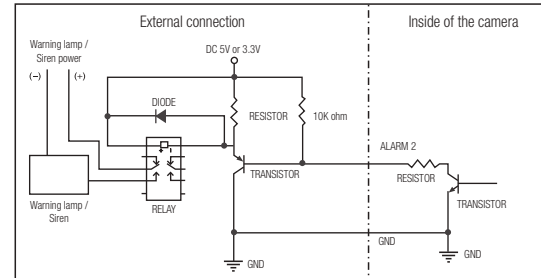 External connection
Inside of the camera
Warning lamp /
Siren power
(−)
(+)
DC 5V or 3.3V
DIODE
RESISTOR
10K ohm
ALARM 2
RESISTOR
TRANSISTOR
TRANSISTOR
RELAY
Warning lamp /
Siren
GND
GND
GND